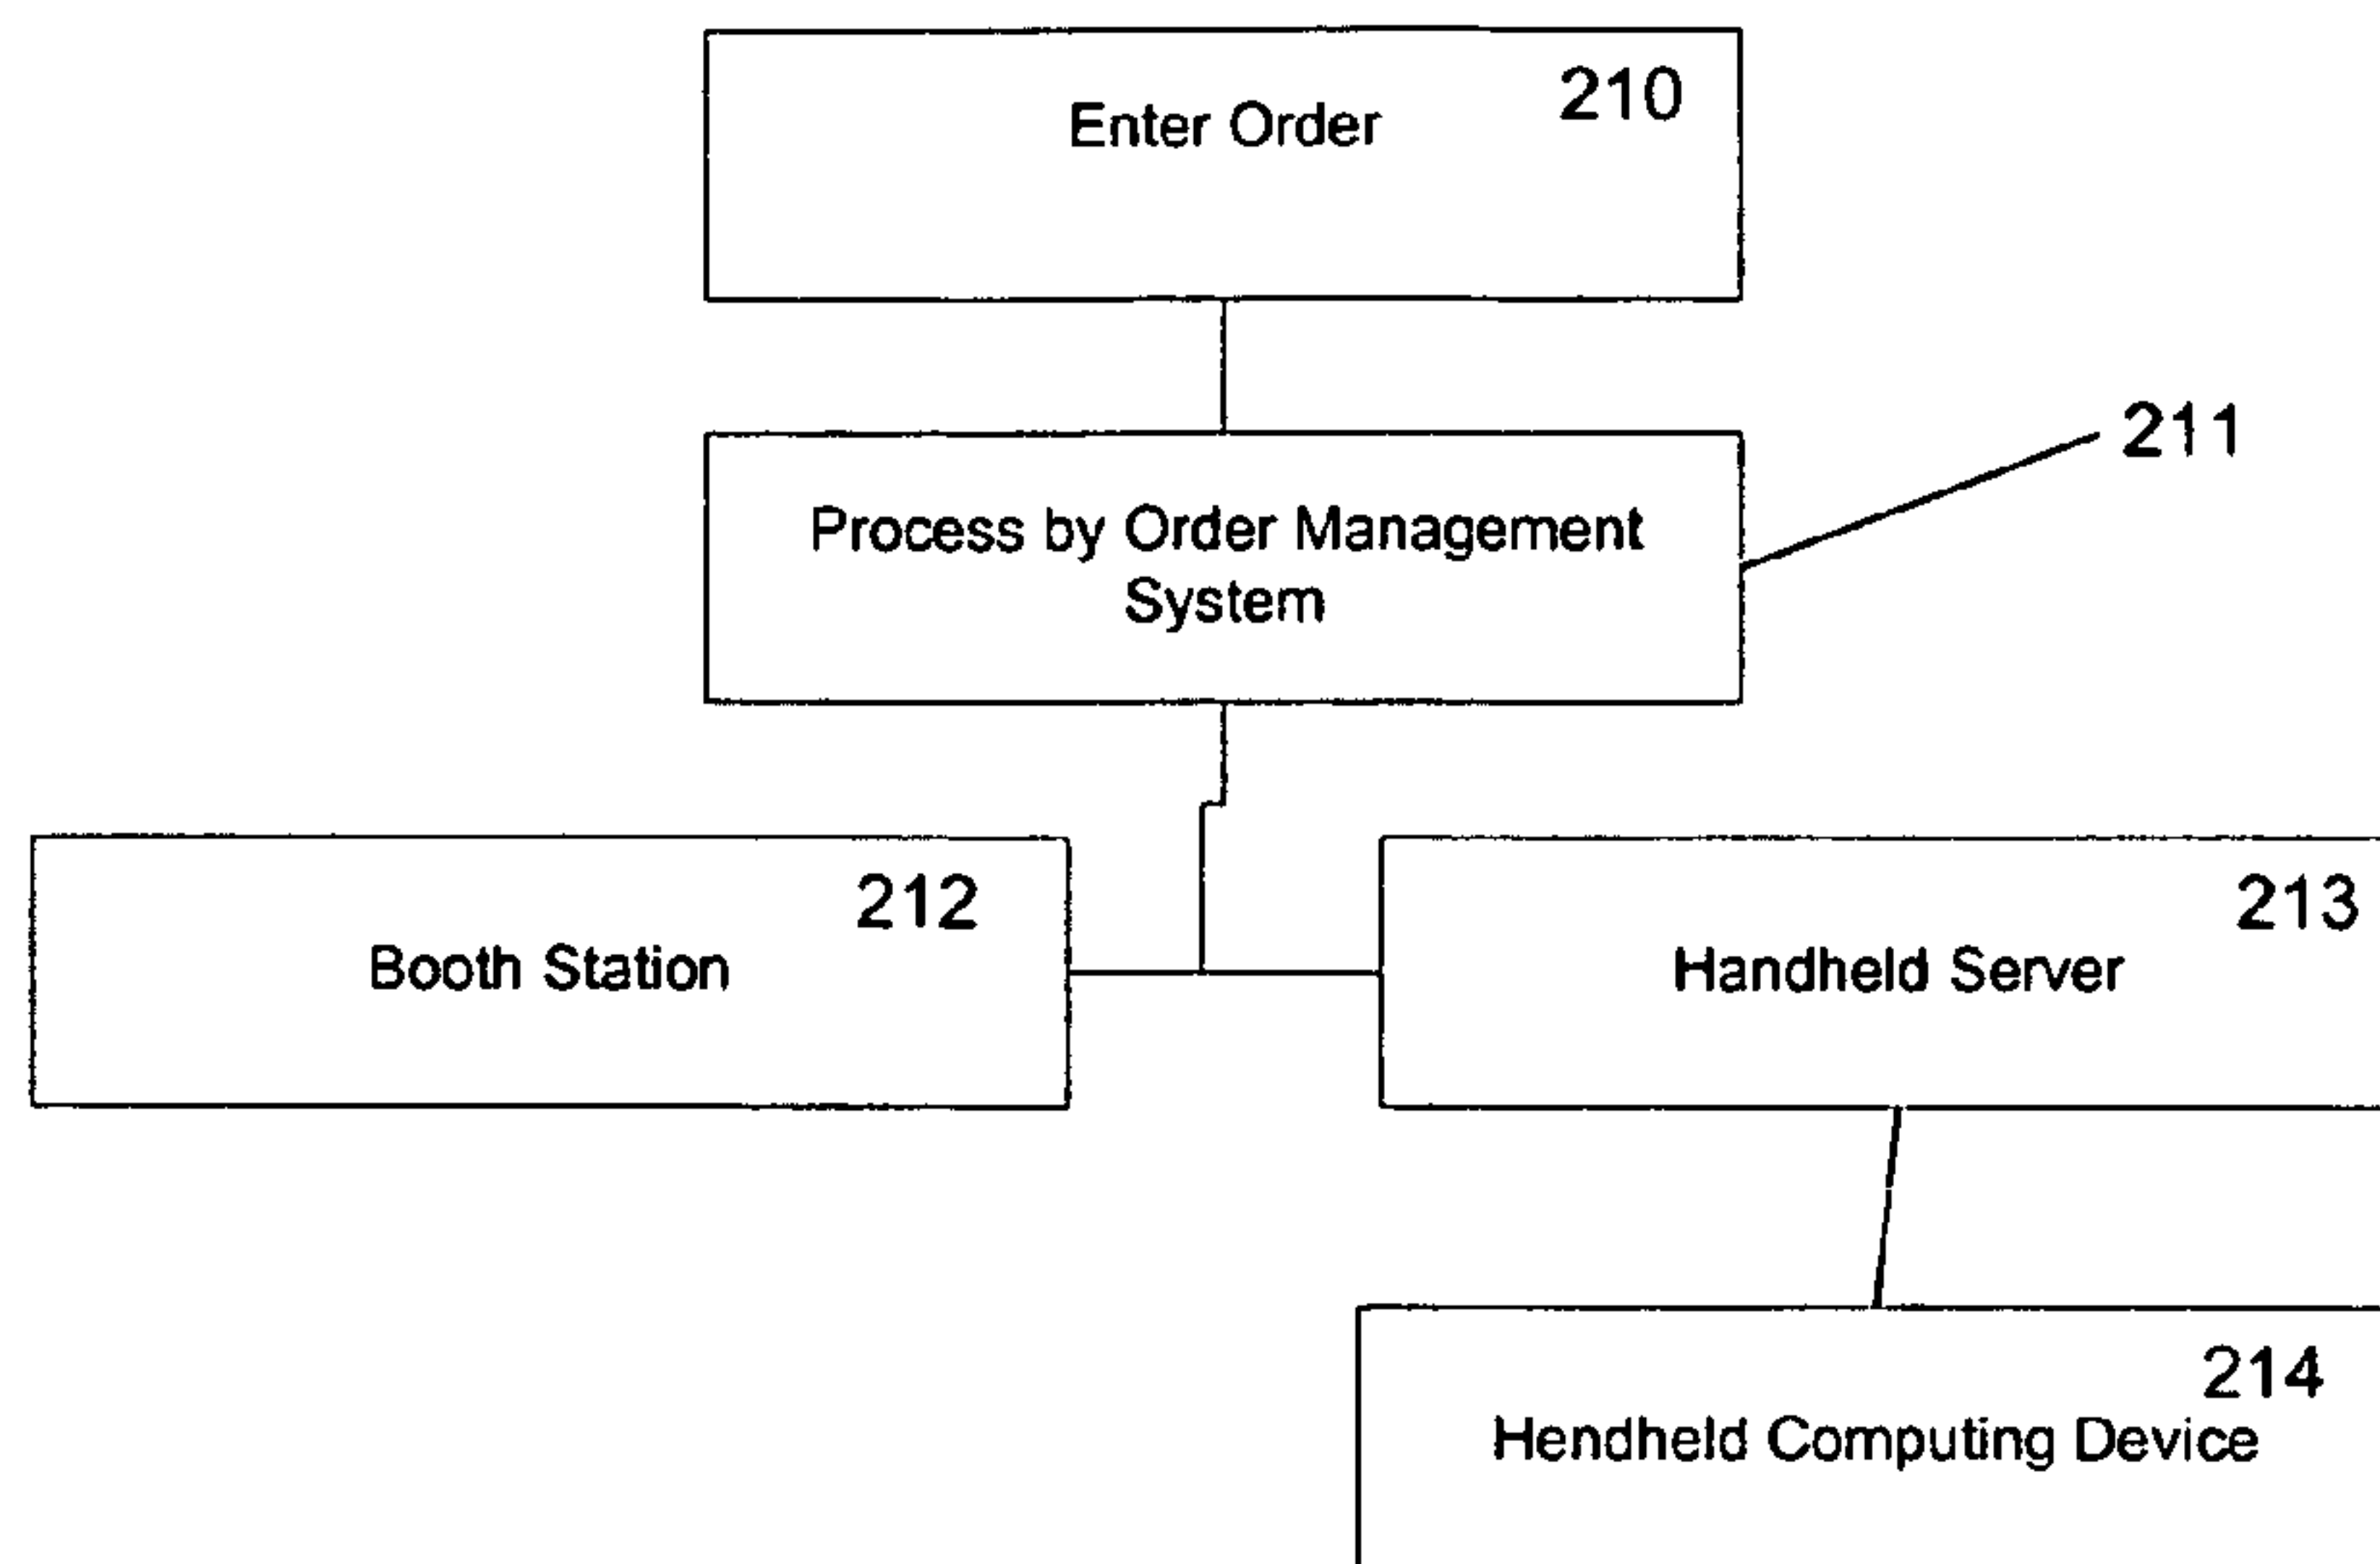 210
Enter Order
211
Process by Order Management
System
212
Booth Station
213
Handheld Server
214
Hendheld Computing Device